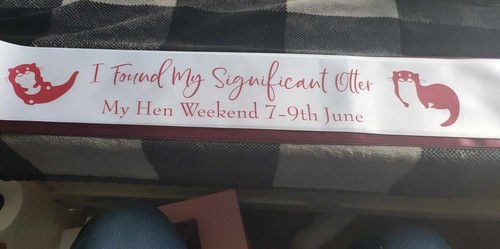 I Found My Significant Otter
My Hen Weekend 7-9th June